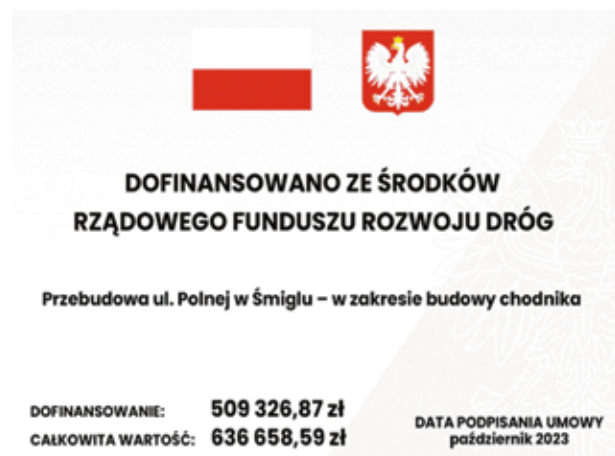 DOFINANSOWANO ZE ŚRODKÓW
RZĄDOWEGO FUNDUSZU ROZWOJU DRÓG
Przebudowa ul. Polnej w Śmiglu – w zakresie budowy chodnika
DOFINANSOWANIE: 509 326,87 zł
CAŁKOWITA WARTOŚĆ: 636 658,59 zł
DATA PODPISANIA UMOWY
październik 2023